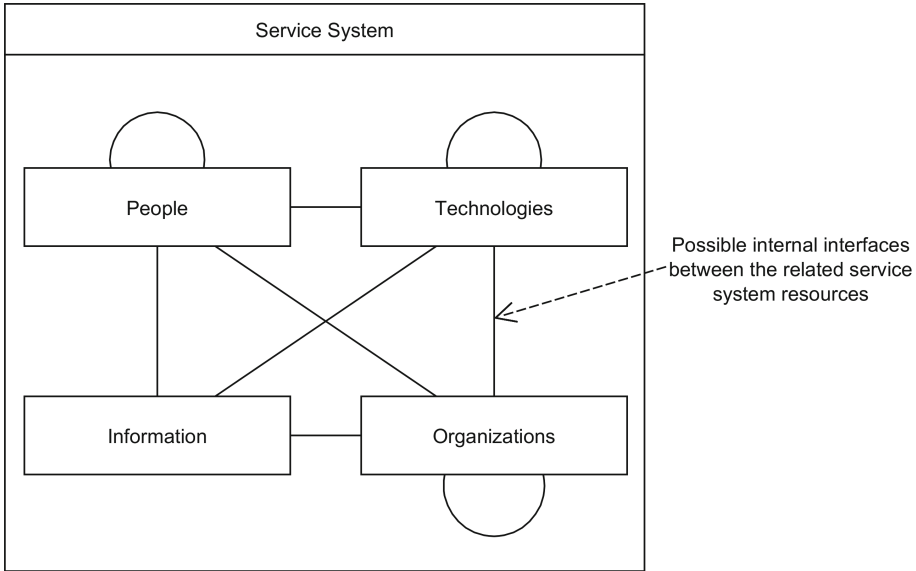 Service System
People
Technologies
Possible internal interfaces
between the related service
system resources
Information
Organizations